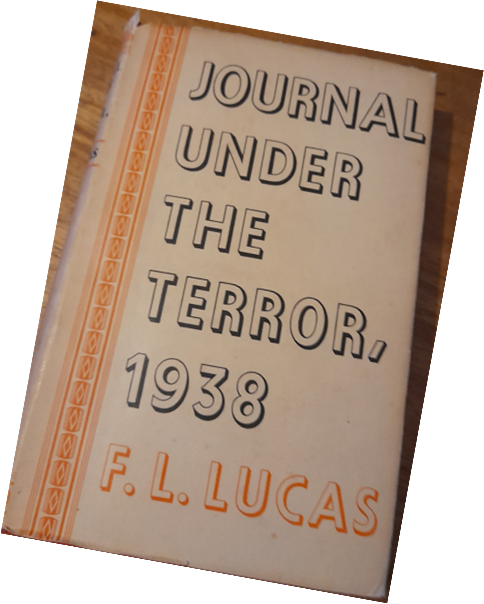 JOURNAL
UNDER
THE
TERROR,
1938
F. L. LUCAS